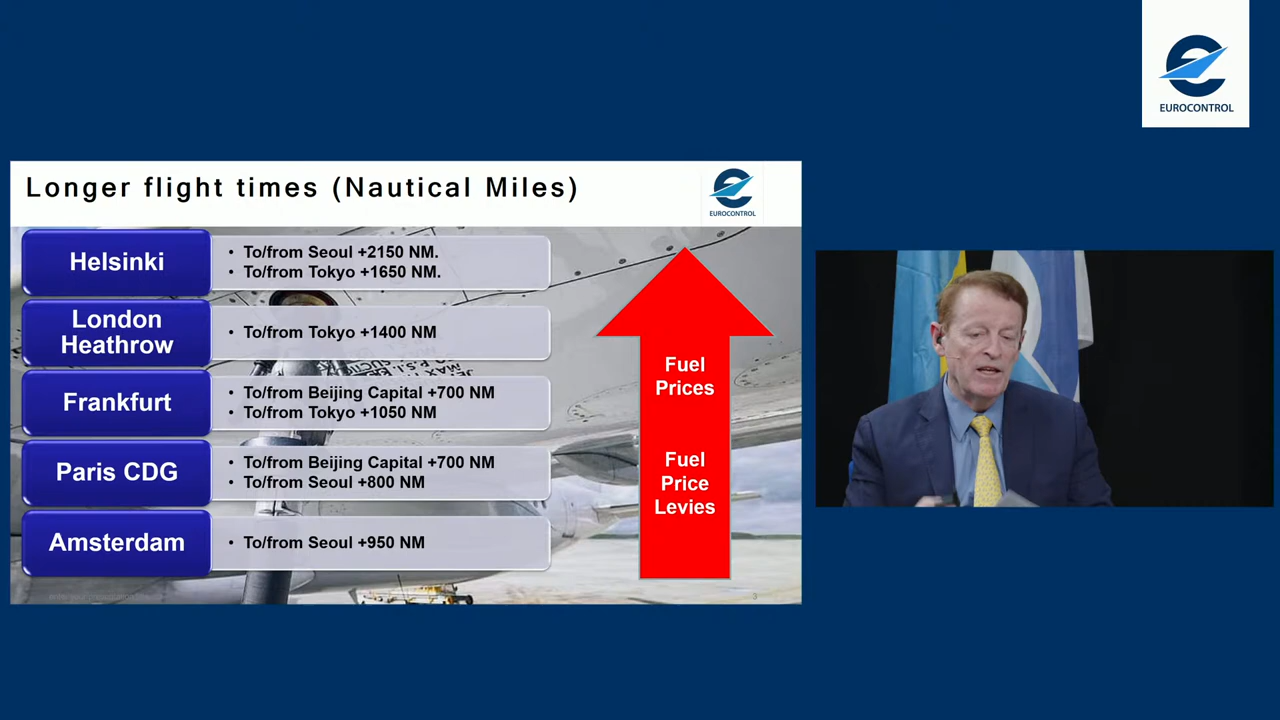 EUROCONTROL
Longer flight times (Nautical Miles)
EUROCONTROL
Helsinki
• To/from Seoul +2150 NM.
• To/from Tokyo +1650 NM.
London
Heathrow
• To/from Tokyo +1400 NM
Frankfurt
• To/from Beijing Capital +700 NM
• To/from Tokyo +1050 NM
Paris CDG
• To/from Beijing Capital +700 NM
• To/from Seoul +800 NM
Amsterdam
• To/from Seoul +950 NM
Fuel
Prices
Fuel
Price
Levies
3